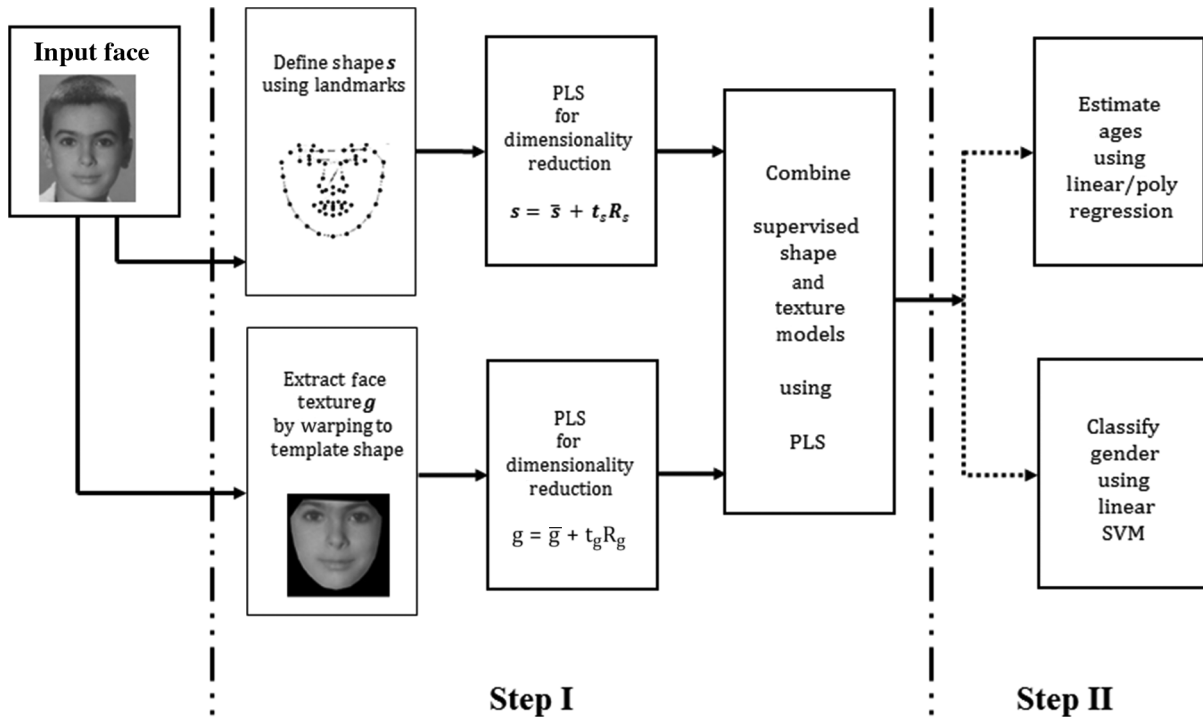 Input face
Define shape s
using landmarks
PLS
for
dimensionality
reduction
s = s̅ + tₛRₛ
Extract face
texture g
by warping to
template shape
PLS
for
dimensionality
reduction
g = g̅ + t_gR_g
Combine
supervised
shape
and
texture
models
using
PLS
Estimate
ages
using
linear/poly
regression
Classify
gender
using
linear
SVM
Step I
Step II